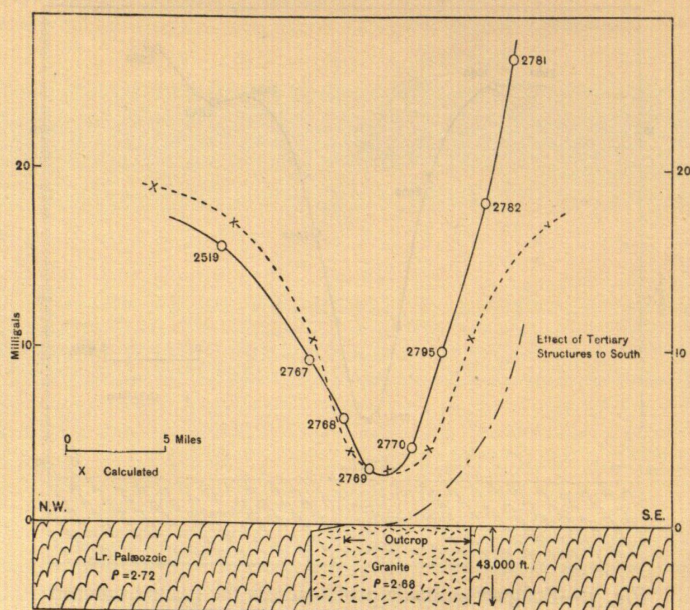 2781
20
20
2782
2519
Milligals
10
10
Effect of Tertiary
Structures to South
2795
2767
2768
2770
2769
0 5 Miles
X Calculated
N.W.
S.E.
0
0
Outcrop
Lr. Palæozoic
ρ=2·72
Granite
ρ=2·68
43,000 ft.